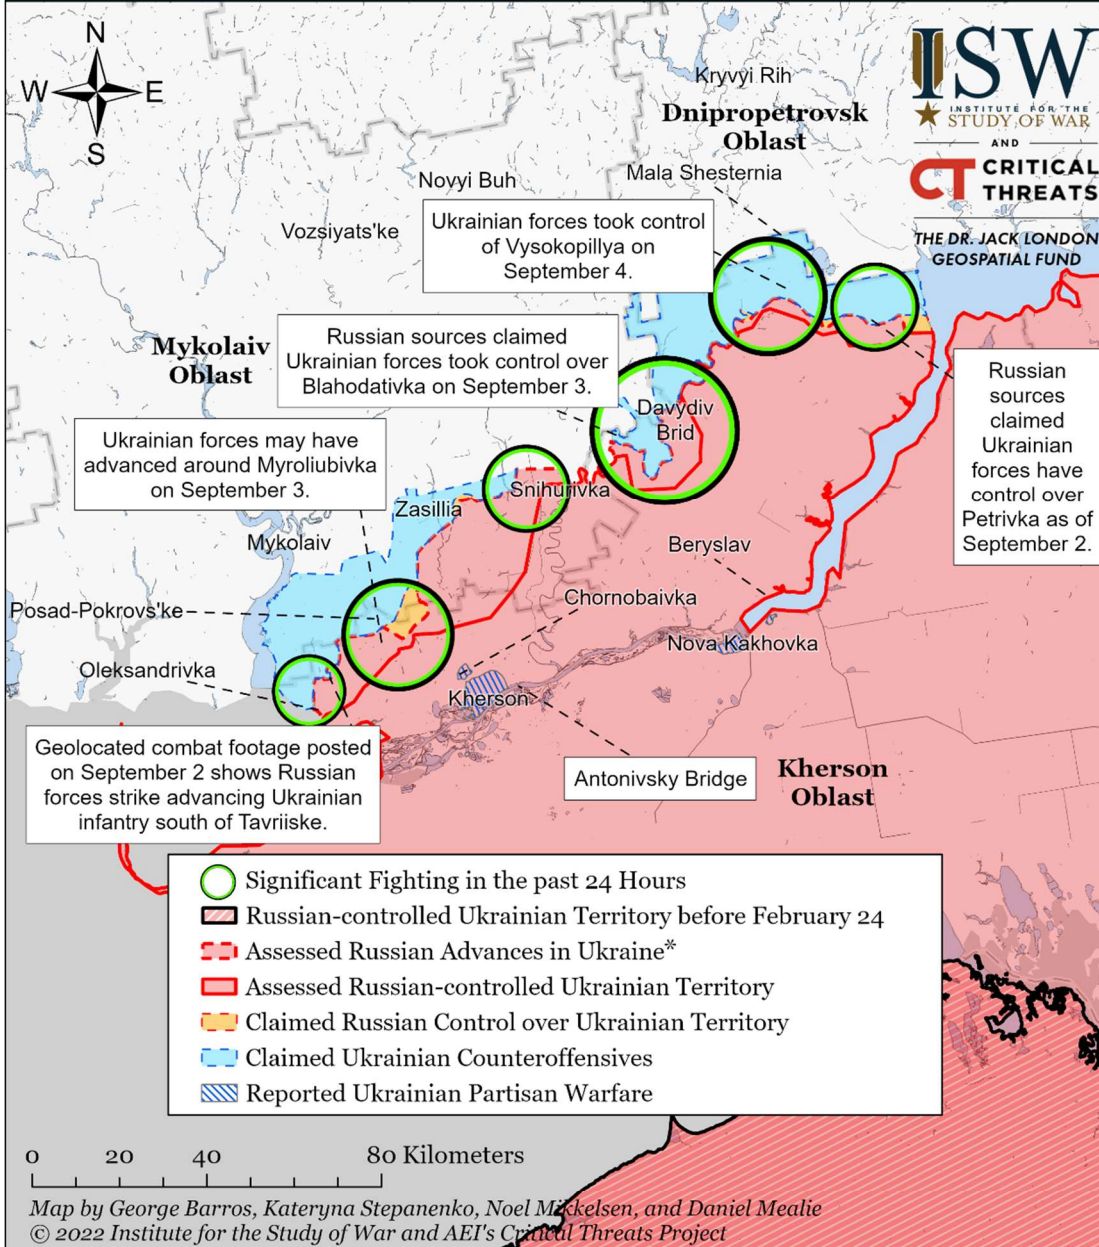 N
W
E
S
ISW
INSTITUTE FOR THE
STUDY OF WAR
AND
CT CRITICAL
THREATS
THE DR. JACK LONDON
GEOSPATIAL FUND
Kryvyi Rih
Dnipropetrovsk
Oblast
Mala Shesternia
Novyi Buh
Vozsiyats'ke
Ukrainian forces took control
of Vysokopillya on
September 4.
Mykolaiv
Oblast
Russian sources claimed
Ukrainian forces took control over
Blahodativka on September 3.
Russian
sources
claimed
Ukrainian
forces have
control over
Petrivka as of
September 2.
Davydiv
Brid
Ukrainian forces may have
advanced around Myroliubivka
on September 3.
Snihurivka
Zasillia
Mykolaiv
Beryslav
Chornobaivka
Posad-Pokrovs'ke
Nova Kakhovka
Oleksandrivka
Kherson
Geolocated combat footage posted
on September 2 shows Russian
forces strike advancing Ukrainian
infantry south of Tavriiske.
Antonivsky Bridge
Kherson
Oblast
Significant Fighting in the past 24 Hours
Russian-controlled Ukrainian Territory before February 24
Assessed Russian Advances in Ukraine*
Assessed Russian-controlled Ukrainian Territory
Claimed Russian Control over Ukrainian Territory
Claimed Ukrainian Counteroffensives
Reported Ukrainian Partisan Warfare
0 20 40 80 Kilometers
Map by George Barros, Kateryna Stepanenko, Noel Mikkelsen, and Daniel Mealie
© 2022 Institute for the Study of War and AEI's Critical Threats Project